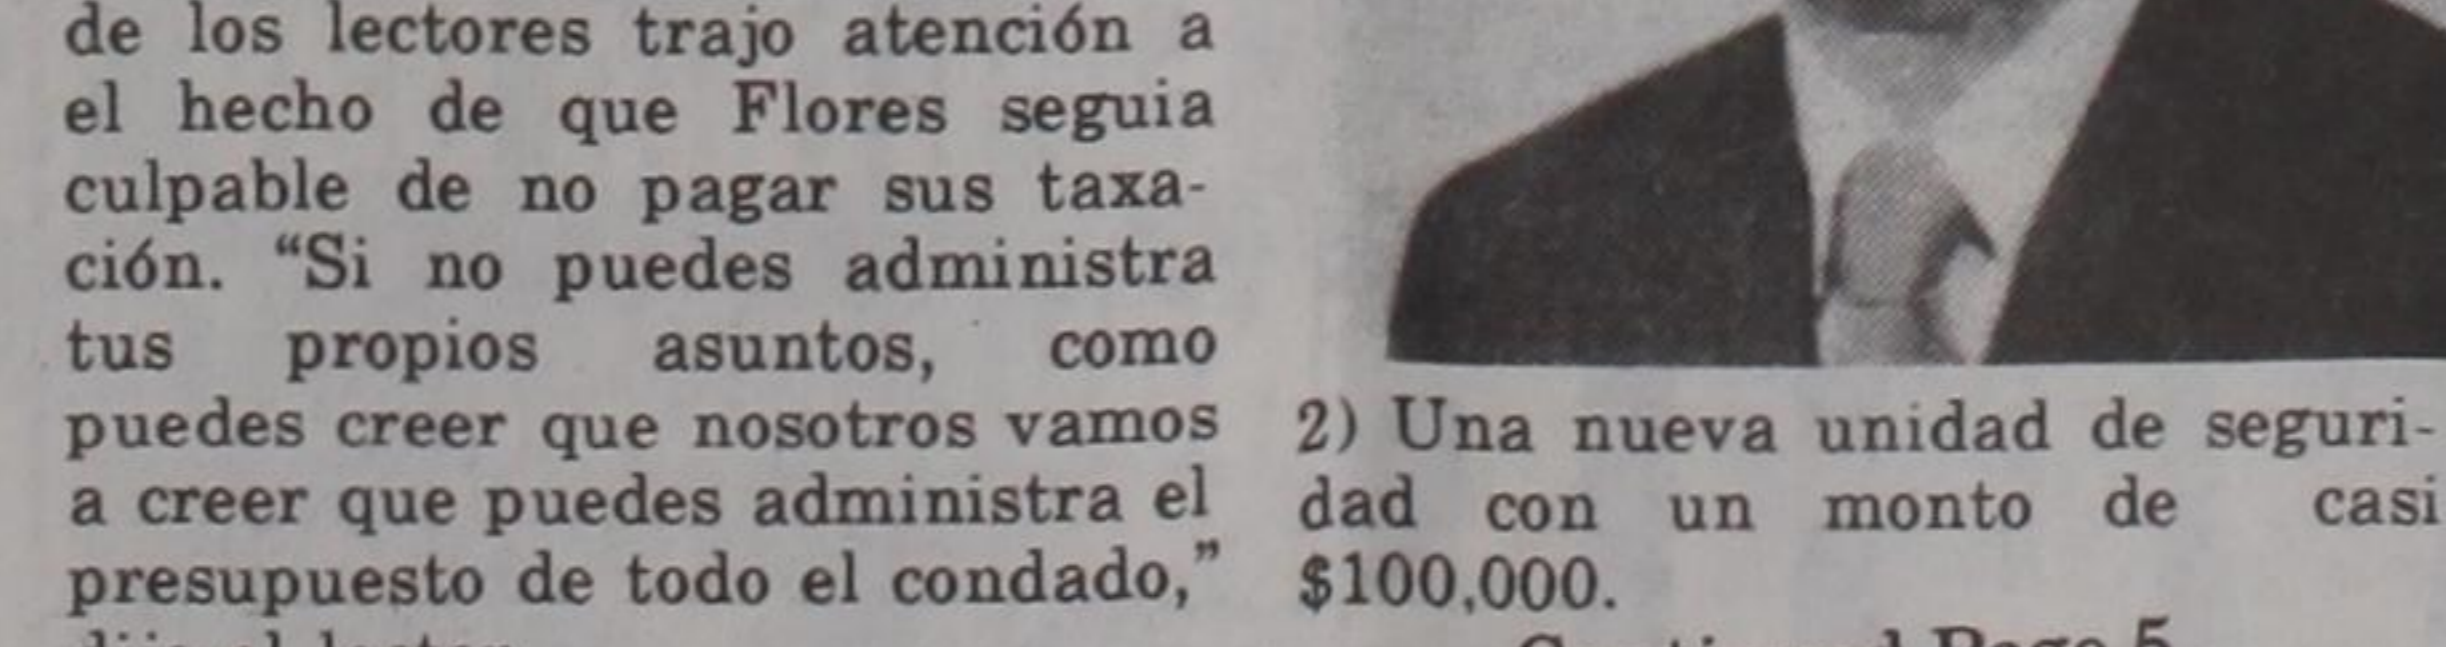 de los lectores trajo atención a
el hecho de que Flores seguia
culpable de no pagar sus taxa-
ción. “Si no puedes administra
tus propios asuntos, como
puedes creer que nosotros vamos
a creer que puedes administra el
presupuesto de todo el condado,”
2) Una nueva unidad de seguri-
dad con un monto de casi
$100,000.
Page 5